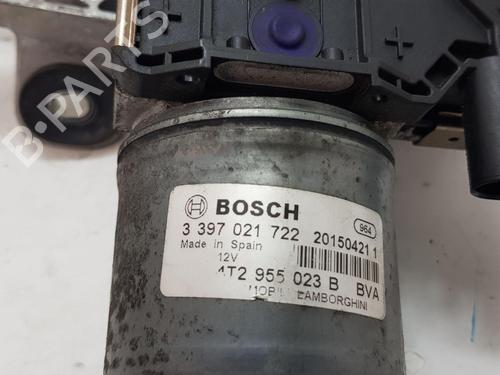 B-PARTS
BOSCH
964
3 397 021 722 20150421 1
Made in Spain
12V
4T2 955 023 B BVA
LAMBORGHINI